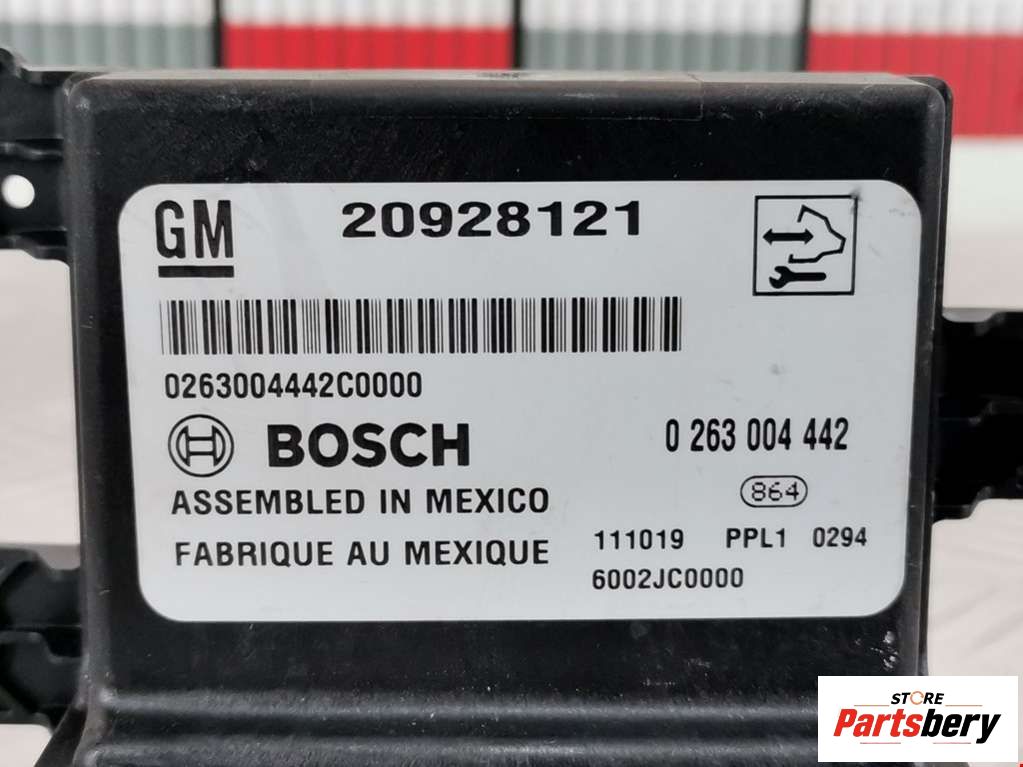 GM 20928121
0263004442C0000
BOSCH 0 263 004 442
ASSEMBLED IN MEXICO 864
FABRIQUE AU MEXIQUE 111019 PPL1 0294
6002JC0000
STORE
Partsbery